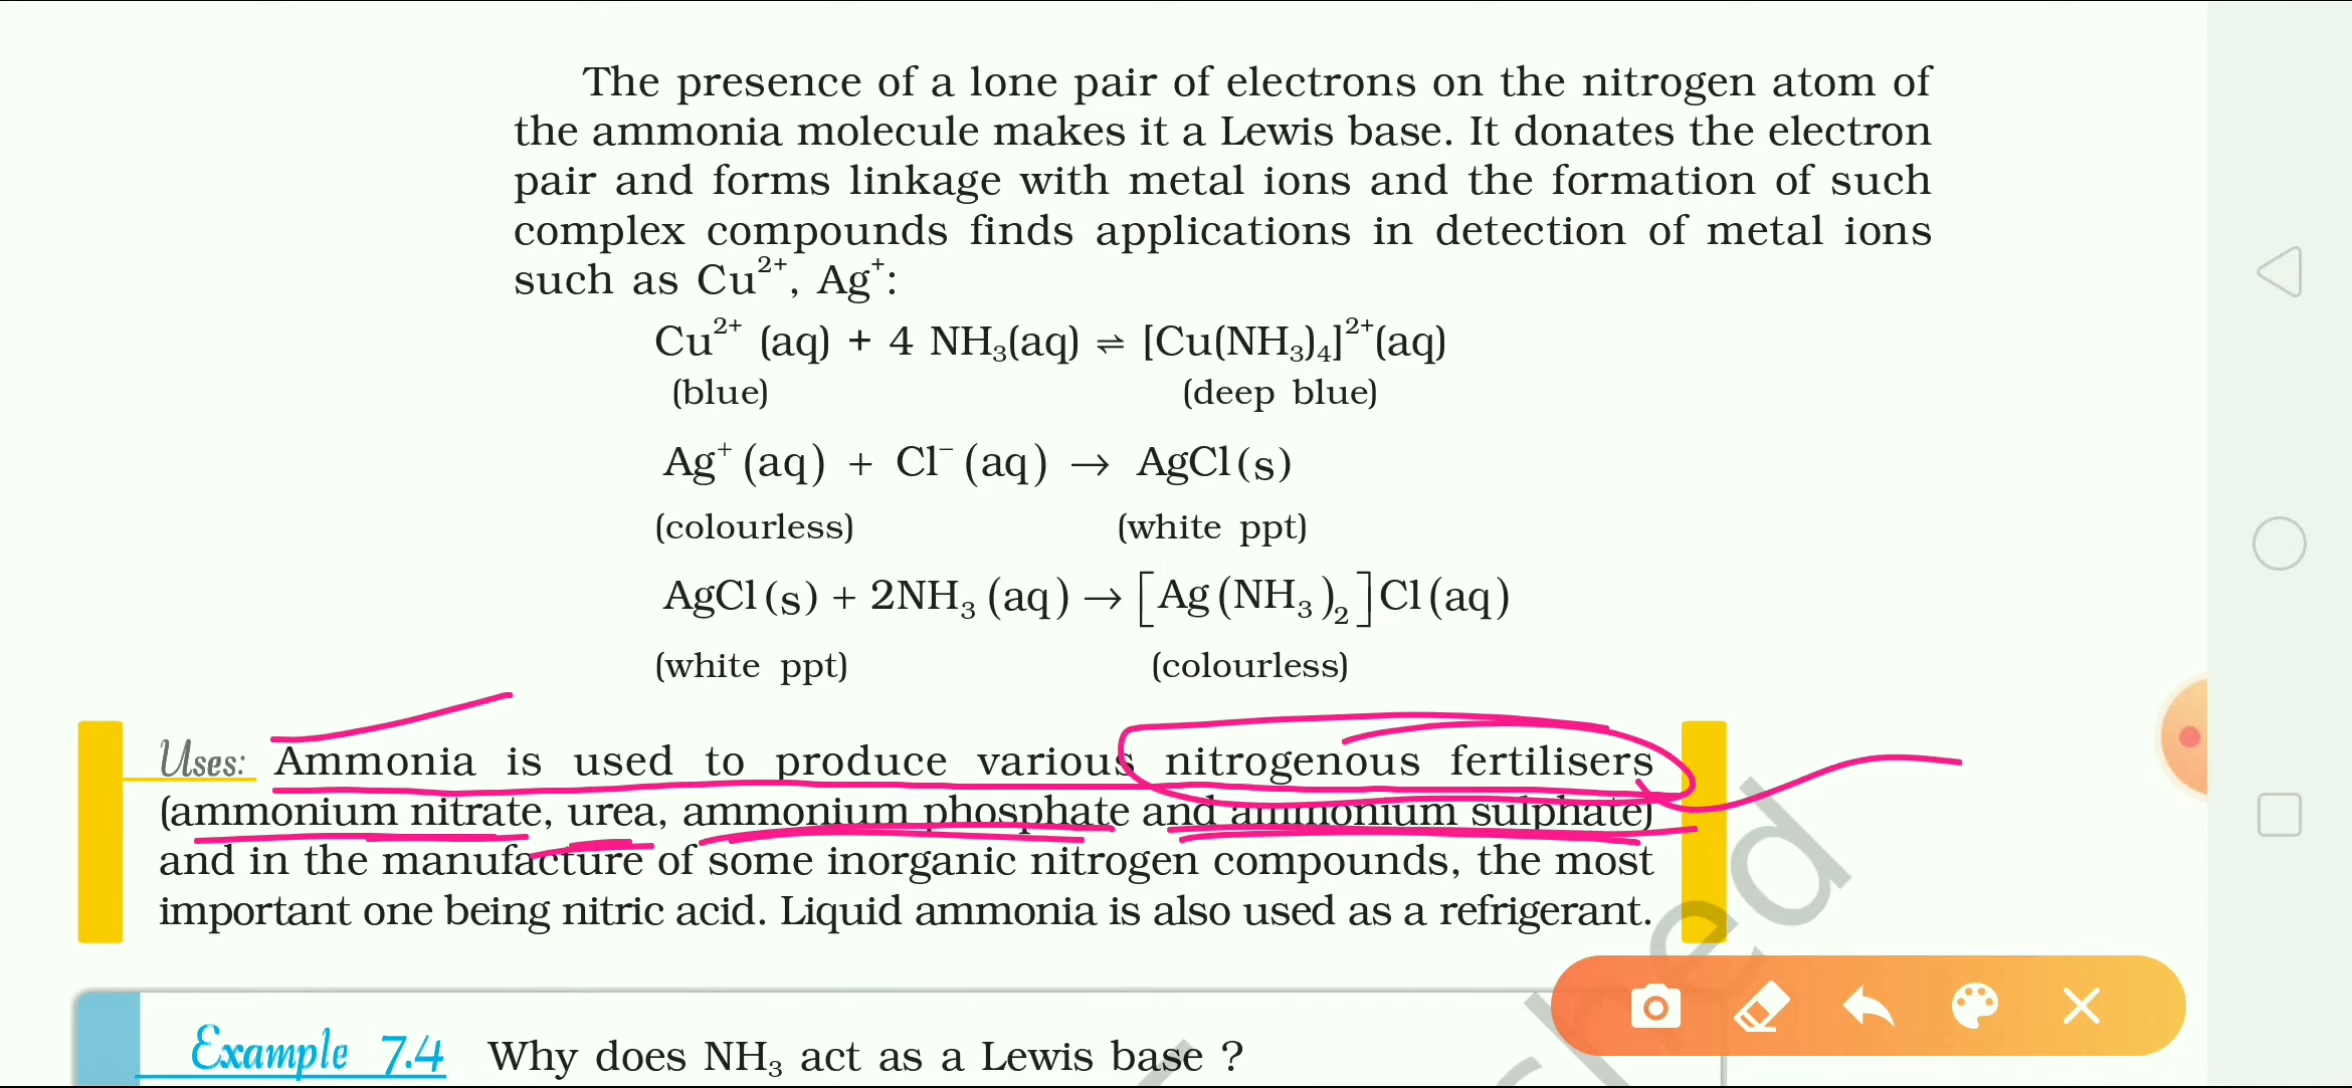 The presence of a lone pair of electrons on the nitrogen atom of
the ammonia molecule makes it a Lewis base. It donates the electron
pair and forms linkage with metal ions and the formation of such
complex compounds finds applications in detection of metal ions
such as Cu²⁺, Ag⁺:
Cu²⁺ (aq) + 4 NH₃(aq) ⇌ [Cu(NH₃)₄]²⁺(aq)
(blue) (deep blue)
Ag⁺ (aq) + Cl⁻ (aq) → AgCl (s)
(colourless) (white ppt)
AgCl (s) + 2NH₃ (aq) → [Ag (NH₃)₂] Cl (aq)
(white ppt) (colourless)
Uses: Ammonia is used to produce various nitrogenous fertilisers
(ammonium nitrate, urea, ammonium phosphate and ammonium sulphate)
and in the manufacture of some inorganic nitrogen compounds, the most
important one being nitric acid. Liquid ammonia is also used as a refrigerant.
Example 7.4 Why does NH₃ act as a Lewis base ?